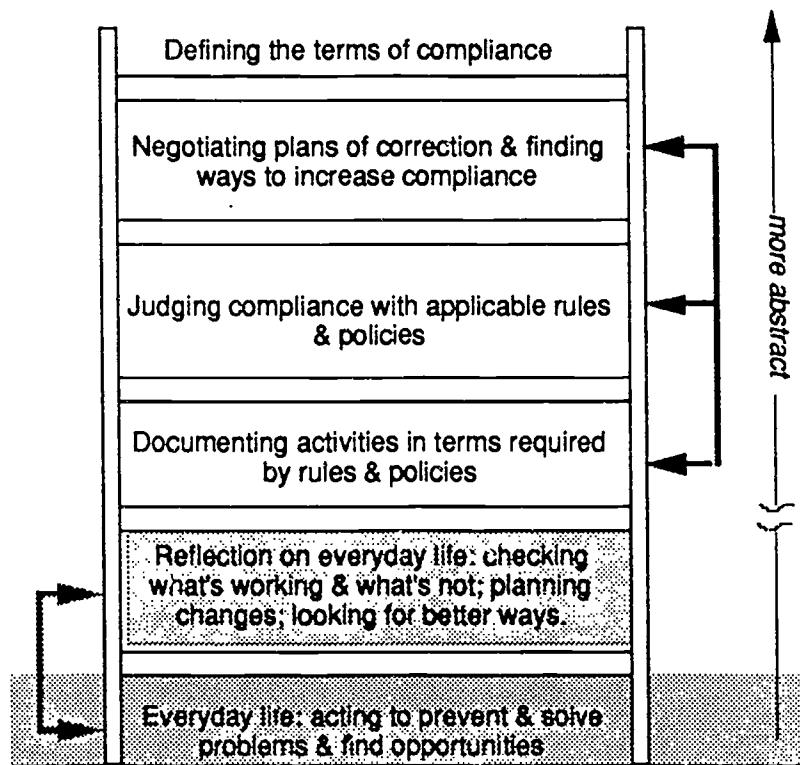 Defining the terms of compliance
Negotiating plans of correction & finding
ways to increase compliance
Judging compliance with applicable rules
& policies
Documenting activities in terms required
by rules & policies
Reflection on everyday life: checking
what's working & what's not; planning
changes; looking for better ways.
Everyday life: acting to prevent & solve
problems & find opportunities
more abstract